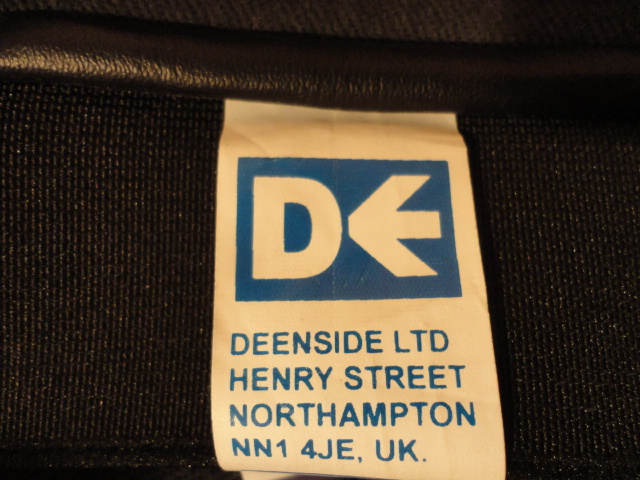 DE
DEENSIDE LTD
HENRY STREET
NORTHAMPTON
NN1 4JE, UK.